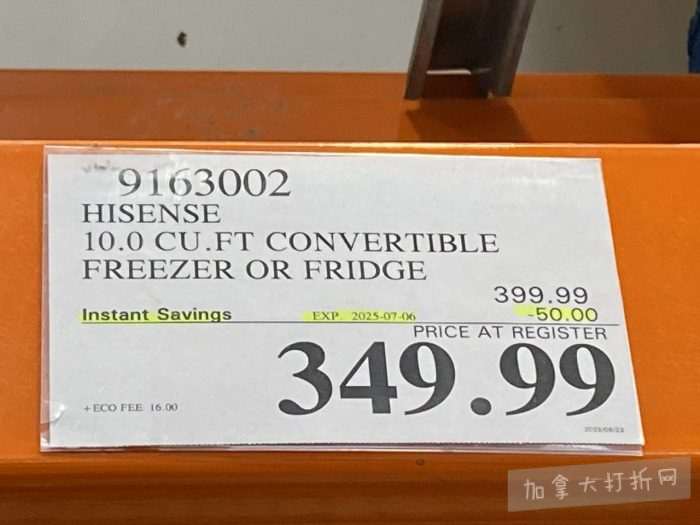 9163002
HISENSE
10.0 CU.FT CONVERTIBLE
FREEZER OR FRIDGE
399.99
Instant Savings EXP. 2025-07-06 -50.00
PRICE AT REGISTER
349.99
+ECO FEE 16.00
加拿大打折网